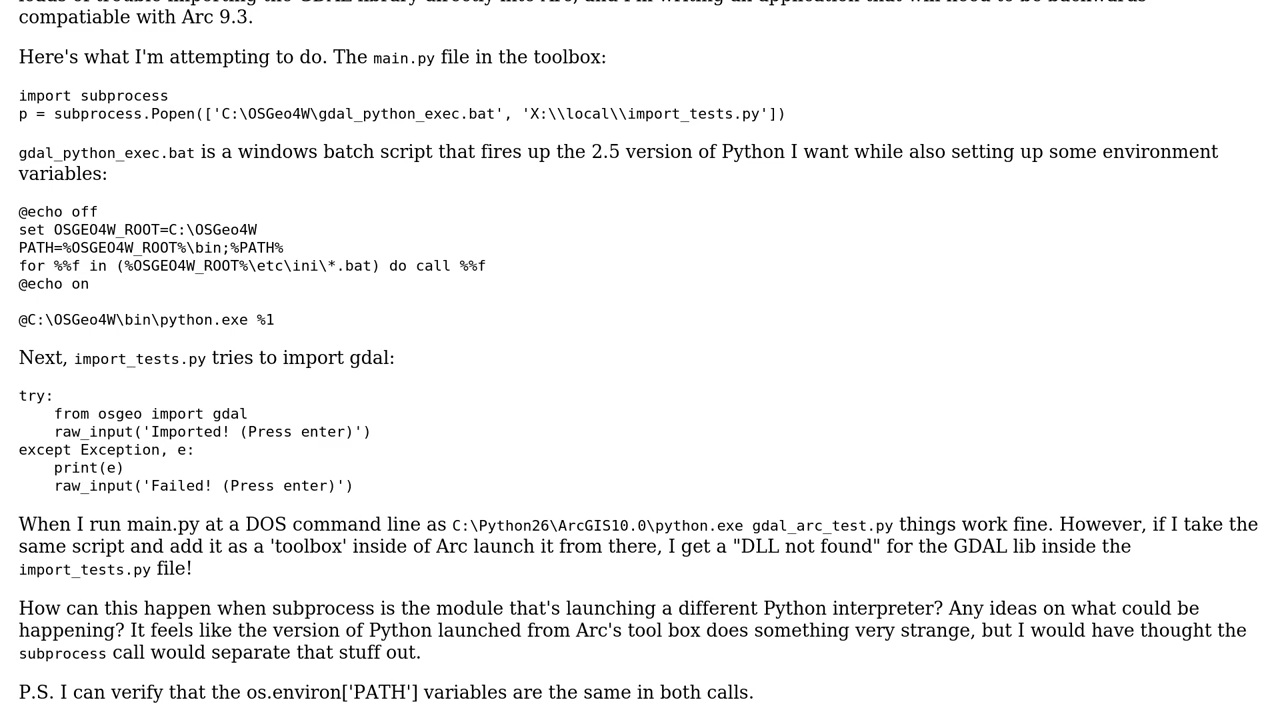 compatiable with Arc 9.3.
Here's what I'm attempting to do. The main.py file in the toolbox:
import subprocess
p = subprocess.Popen(['C:\OSGeo4W\gdal_python_exec.bat', 'X:\\local\\import_tests.py'])
gdal_python_exec.bat is a windows batch script that fires up the 2.5 version of Python I want while also setting up some environment
variables:
@echo off
set OSGEO4W_ROOT=C:\OSGeo4W
PATH=%OSGEO4W_ROOT%\bin;%PATH%
for %%f in (%OSGEO4W_ROOT%\etc\ini\*.bat) do call %%f
@echo on
@C:\OSGeo4W\bin\python.exe %1
Next, import_tests.py tries to import gdal:
try:
    from osgeo import gdal
    raw_input('Imported! (Press enter)')
except Exception, e:
    print(e)
    raw_input('Failed! (Press enter)')
When I run main.py at a DOS command line as C:\Python26\ArcGIS10.0\python.exe gdal_arc_test.py things work fine. However, if I take the
same script and add it as a 'toolbox' inside of Arc launch it from there, I get a "DLL not found" for the GDAL lib inside the
import_tests.py file!
How can this happen when subprocess is the module that's launching a different Python interpreter? Any ideas on what could be
happening? It feels like the version of Python launched from Arc's tool box does something very strange, but I would have thought the
subprocess call would separate that stuff out.
P.S. I can verify that the os.environ['PATH'] variables are the same in both calls.